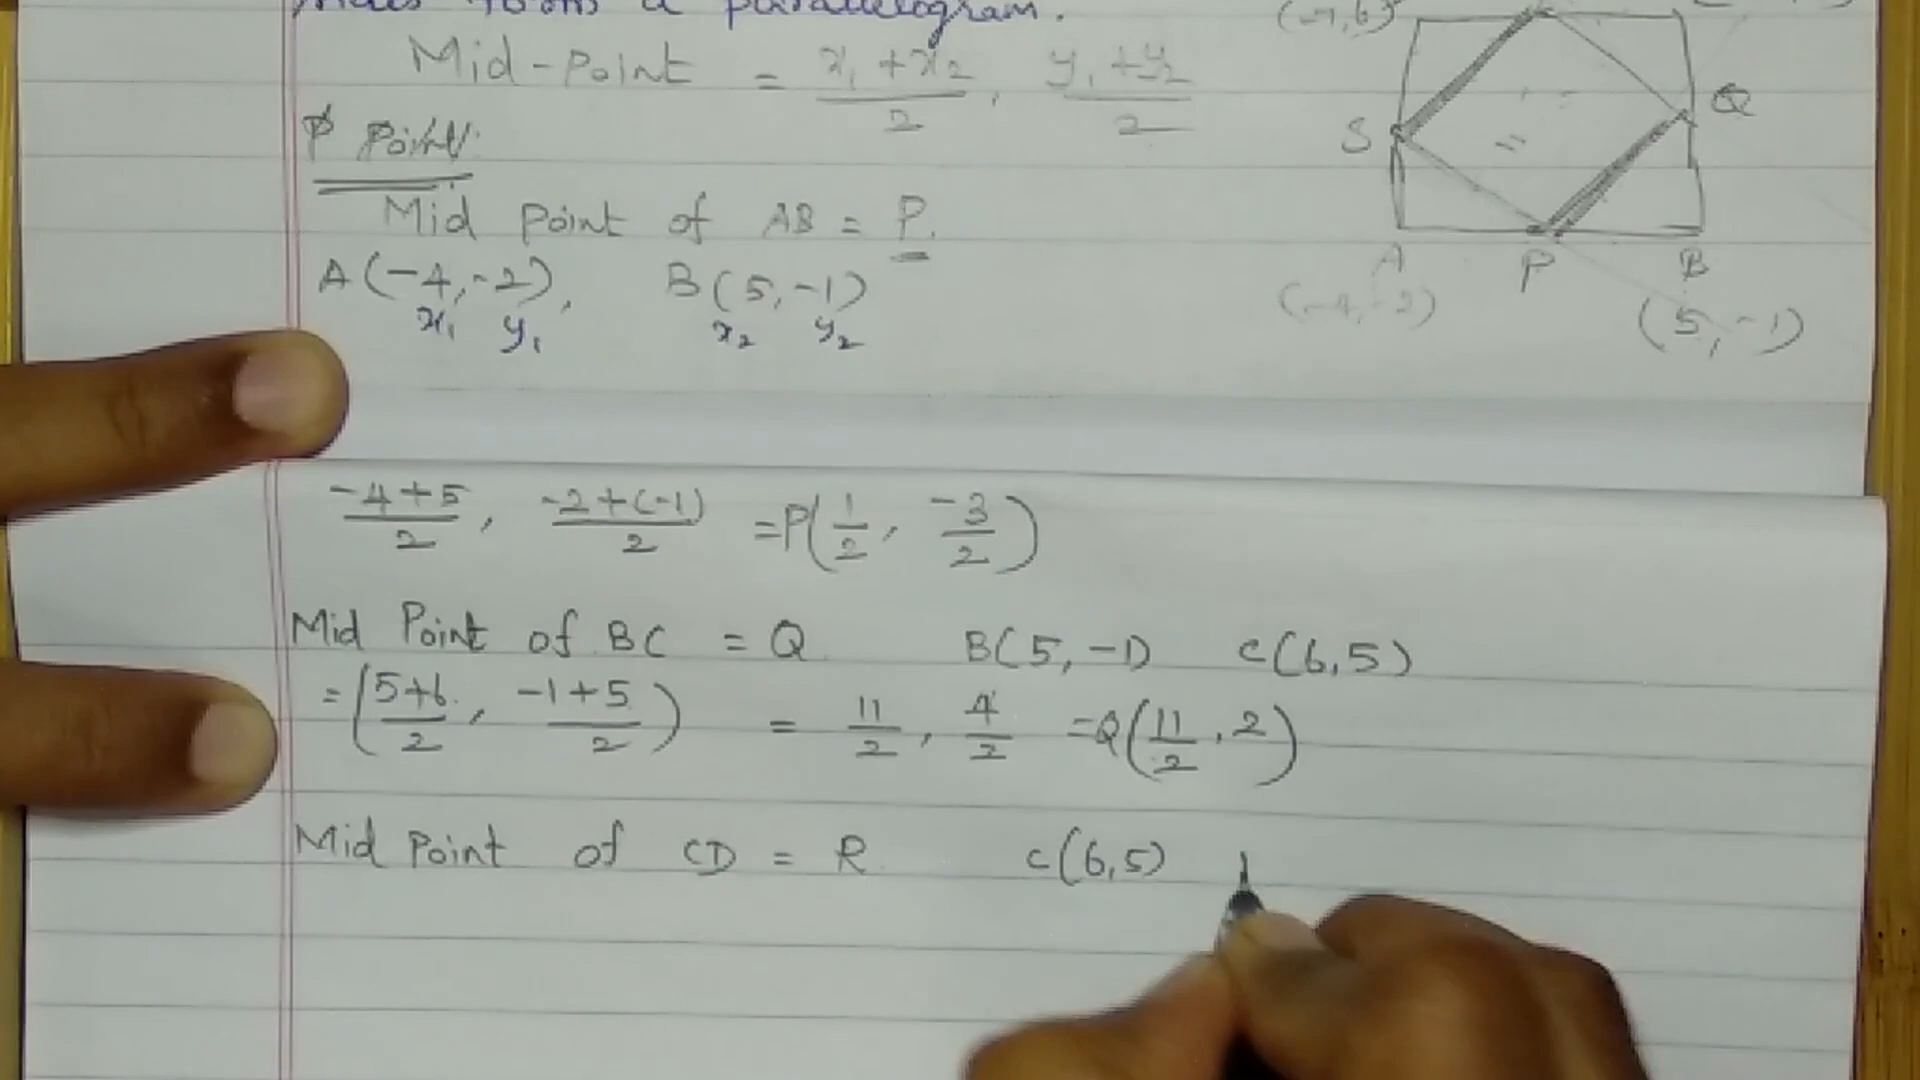 a parallelogram.
Mid-Point = x₁+x₂/2, y₁+y₂/2
P Point:
Mid Point of AB = P.
A(-4,-2), B(5,-1)
x₁ y₁ x₂ y₂
-4+5/2, -2+(-1)/2 = P(1/2, -3/2)
Mid Point of BC = Q B(5,-1) C(6,5)
= (5+6/2, -1+5/2) = 11/2, 4/2 = Q(11/2, 2)
Mid Point of CD = R C(6,5)
S
Q
A P B
(-4,-2) (5,-1)